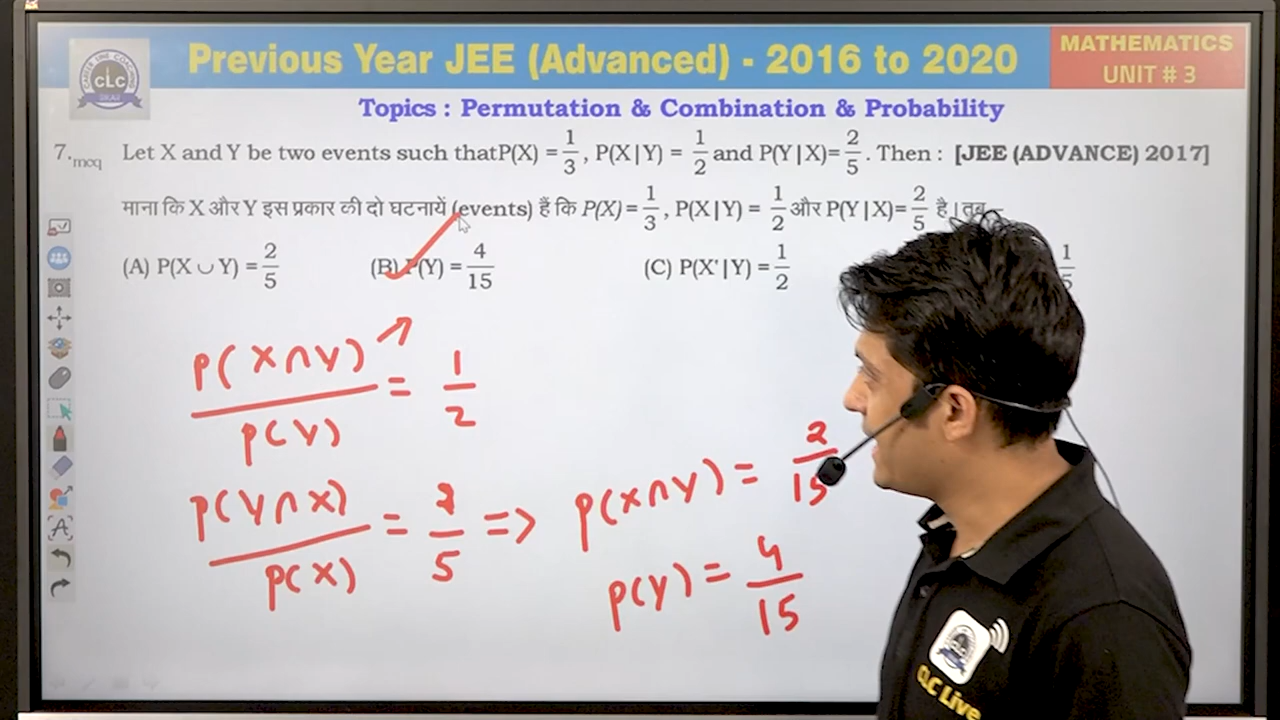 Previous Year JEE (Advanced) - 2016 to 2020
MATHEMATICS
UNIT # 3
CLC
Topics : Permutation & Combination & Probability
7.mcq Let X and Y be two events such that P(X) = 1/3, P(X|Y) = 1/2 and P(Y|X)= 2/5. Then : [JEE (ADVANCE) 2017]
माना कि X और Y इस प्रकार की दो घटनायें (events) हैं कि P(X)= 1/3, P(X|Y) = 1/2 और P(Y|X)= 2/5 है। तब
(A) P(X ∪ Y) = 2/5 (B) P(Y) = 4/15 (C) P(X'|Y) = 1/2
P(X∩Y)/P(Y) = 1/2
P(Y∩X)/P(X) = 2/5 => P(X∩Y) = 2/15
P(Y) = 4/15
CLC Live